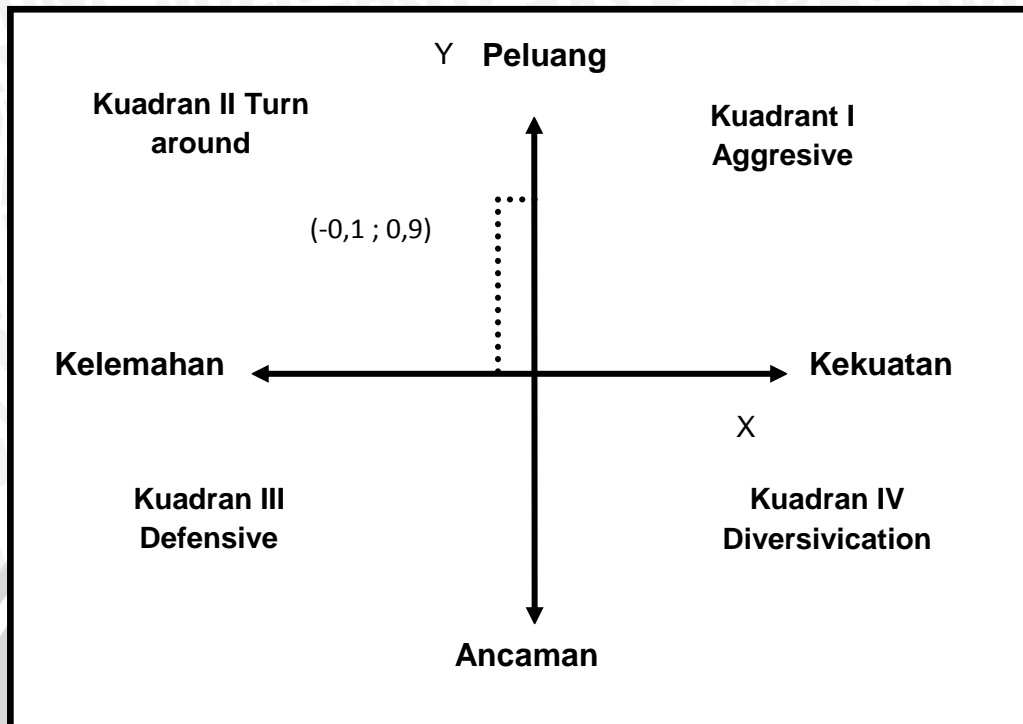 Y Peluang
Kuadran II Turn
around
Kuadrant I
Aggresive
(-0,1 ; 0,9)
Kelemahan
Kekuatan
X
Kuadran III
Defensive
Kuadran IV
Diversivication
Ancaman